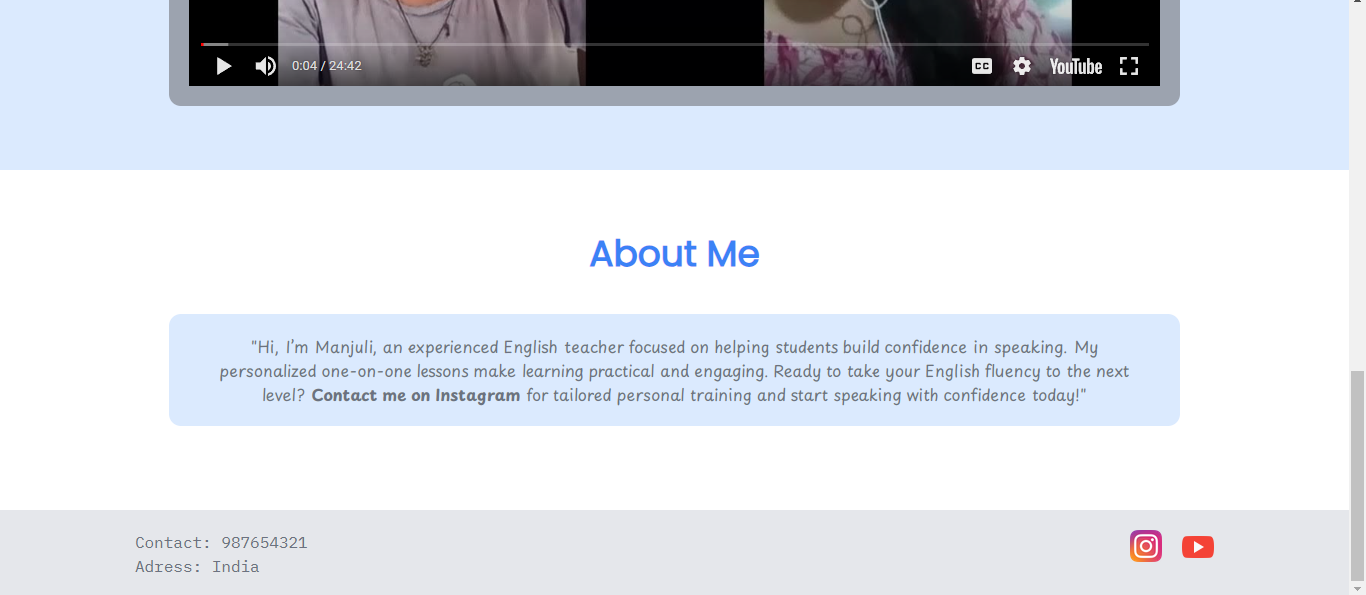 0:04 / 24:42
CC
YouTube
About Me
"Hi, I'm Manjuli, an experienced English teacher focused on helping students build confidence in speaking. My
personalized one-on-one lessons make learning practical and engaging. Ready to take your English fluency to the next
level? Contact me on Instagram for tailored personal training and start speaking with confidence today!"
Contact: 987654321
Adress: India